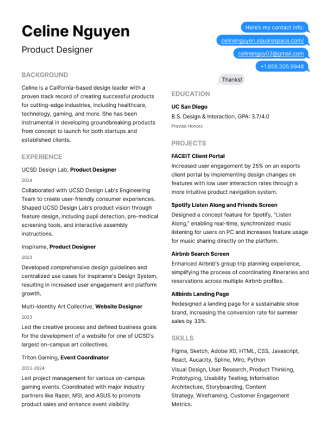 Celine Nguyen
Product Designer
Here's my contact info:
celinenguyen.squarespace.com/
celinenguy03@gmail.com
+1.858.305.9948
Thanks!
BACKGROUND
Celine is a California-based design leader with a
proven track record of creating successful products
for cutting-edge industries, including healthcare,
technology, gaming, and more. She has been
instrumental in developing groundbreaking products
from concept to launch for both startups and
established clients.
EXPERIENCE
UCSD Design Lab, Product Designer
2023
Collaborated with UCSD Design Lab's Engineering
Team to create user-friendly consumer experiences.
Shaped UCSD Design Lab's product vision through
feature design, including pupil detection, pre-medical
screening tools, and interactive assembly
instructions.
Inspirame, Product Designer
2023
Developed comprehensive design guidelines and
centralized use cases for Inspirame's Design System,
resulting in increased user engagement and platform
growth.
Multi-Identity Art Collective, Website Designer
2023
Led the creative process and defined business goals
for the development of a website for one of UCSD's
largest on-campus art collectives.
Triton Gaming, Event Coordinator
2022-2024
Led project management for various on-campus
gaming events. Coordinated with major industry
partners like Razer, MSI, and ASUS to promote
product sales and enhance event visibility.
EDUCATION
UC San Diego
B.S. Design & Interaction, GPA: 3.7/4.0
Provost Honors
PROJECTS
FACEIT Client Portal
Increased user engagement by 25% on an esports
client portal by implementing design changes on
features with low user interaction rates through a
more intuitive product navigation system.
Spotify Listening Along and Friends Screen
Designed a concept feature for Spotify, "Listen
Along," enabling real-time, synchronized music
listening for users on PC and increases feature usage
for music sharing directly on the platform.
Airbnb Search Screen
Enhanced Airbnb's group trip planning experience,
simplifying the process of coordinating itineraries and
reservations across multiple Airbnb profiles.
Allbirds Landing Page
Redesigned a landing page for a sustainable shoe
brand, increasing the conversion rate for summer
sales by 33%.
SKILLS
Figma, Sketch, Adobe XD, HTML, CSS, Javascript,
React, Aucacity, Spline, Miro, Python
Visual Design, User Research, Product Thinking,
Prototyping, Usability Testing, Information
Architecture, Storyboarding, Content
Strategy, Wireframing, Customer Engagement
Metrics.